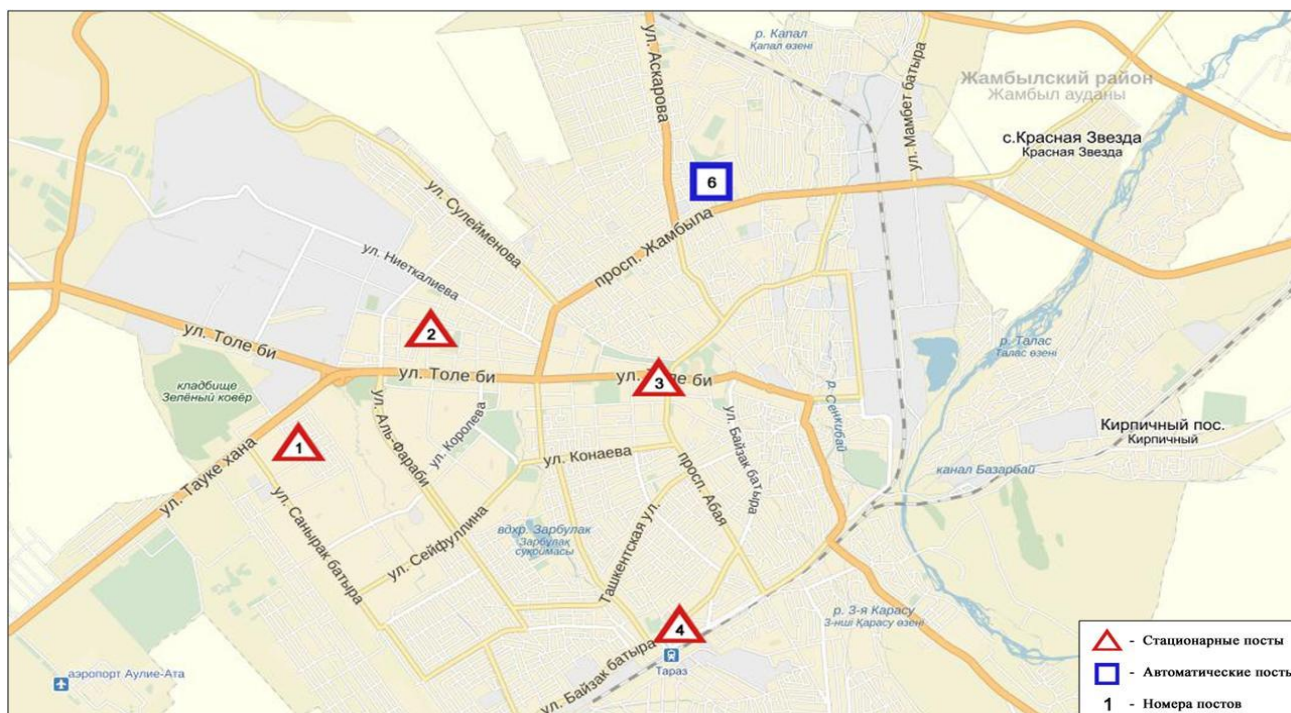 ул. Аскарова
р. Капал
Қапал өзені
ул. Мамбет батыра
Жамбылский район
Жамбыл ауданы
с.Красная Звезда
Красная Звезда
6
ул. Сулейменова
просп. Жамбыла
ул. Ниеткалиева
2
ул. Толе би
р. Талас
Талас өзені
ул. Толе би
ул. Толе би
3
кладбище
Зелёный ковёр
ул. Аль-Фараби
ул. Королева
ул. Байзак батыра
р. Сенкибай
Кирпичный пос.
Кирпичный
1
ул. Тауке хана
ул. Конаева
просп. Абая
канал Базарбай
ул. Санырак батыра
ул. Сейфуллина
вдхр. Зарбулак
Зарбулақ
суқоймасы
Ташкентская ул.
р. 3-я Карасу
3-нші Қарасу өзені
4
ул. Байзак батыра
Тараз
аэропорт Аулие-Ата
- Стационарные посты
- Автоматические посты
1 - Номера постов